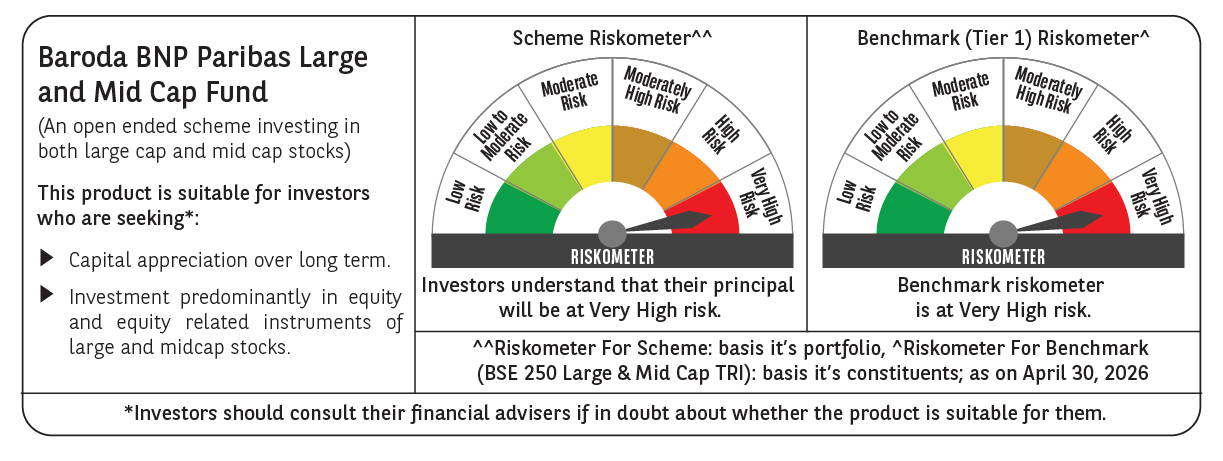 Baroda BNP Paribas Large
and Mid Cap Fund
(An open ended scheme investing in
both large cap and mid cap stocks)
This product is suitable for investors
who are seeking*:
Capital appreciation over long term.
Investment predominantly in equity
and equity related instruments of
large and midcap stocks.
Scheme Riskometer^^
Low
Risk
Low to
Moderate
Risk
Moderate
Risk
Moderately
High Risk
High
Risk
Very High
Risk
RISKOMETER
Investors understand that their principal
will be at Very High risk.
Benchmark (Tier 1) Riskometer^
Low
Risk
Low to
Moderate
Risk
Moderate
Risk
Moderately
High Risk
High
Risk
Very High
Risk
RISKOMETER
Benchmark riskometer
is at Very High risk.
^^Riskometer For Scheme: basis it's portfolio, ^Riskometer For Benchmark
(BSE 250 Large & Mid Cap TRI): basis it's constituents; as on April 30, 2026
*Investors should consult their financial advisers if in doubt about whether the product is suitable for them.